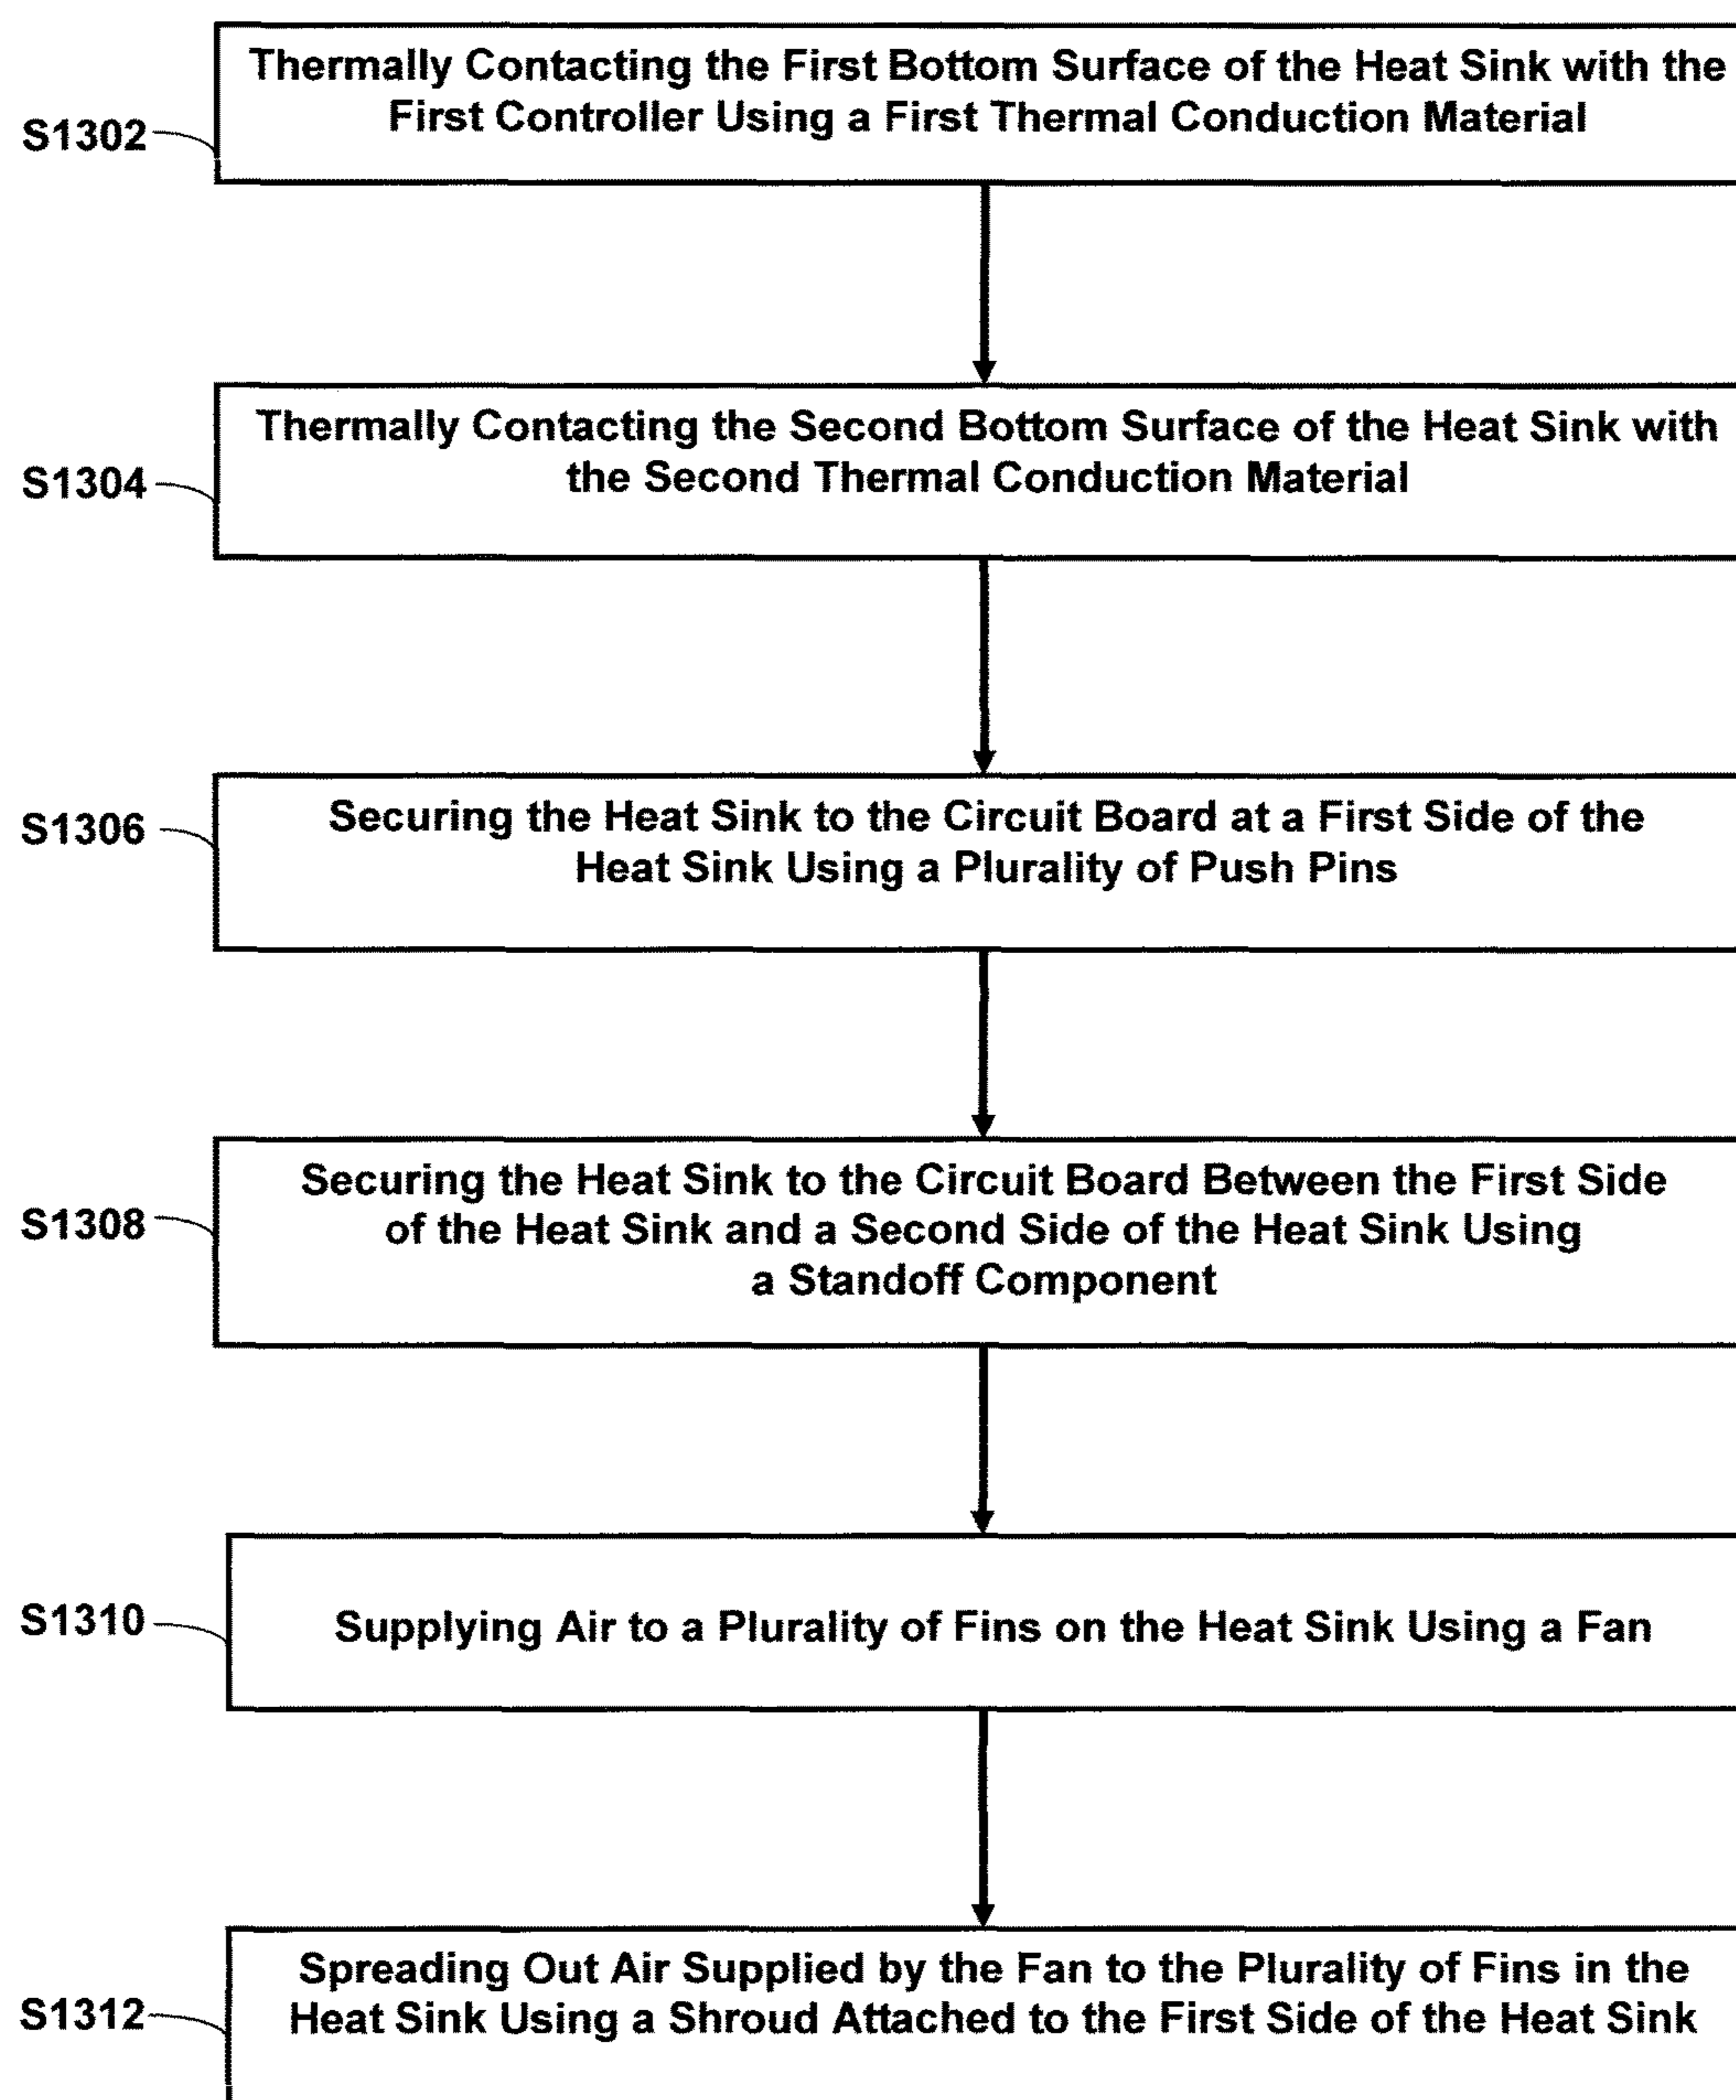 Thermally Contacting the First Bottom Surface of the Heat Sink with the
First Controller Using a First Thermal Conduction Material
S1302
Thermally Contacting the Second Bottom Surface of the Heat Sink with
the Second Thermal Conduction Material
S1304
Securing the Heat Sink to the Circuit Board at a First Side of the
Heat Sink Using a Plurality of Push Pins
S1306
Securing the Heat Sink to the Circuit Board Between the First Side
of the Heat Sink and a Second Side of the Heat Sink Using
a Standoff Component
S1308
Supplying Air to a Plurality of Fins on the Heat Sink Using a Fan
S1310
Spreading Out Air Supplied by the Fan to the Plurality of Fins in the
Heat Sink Using a Shroud Attached to the First Side of the Heat Sink
S1312